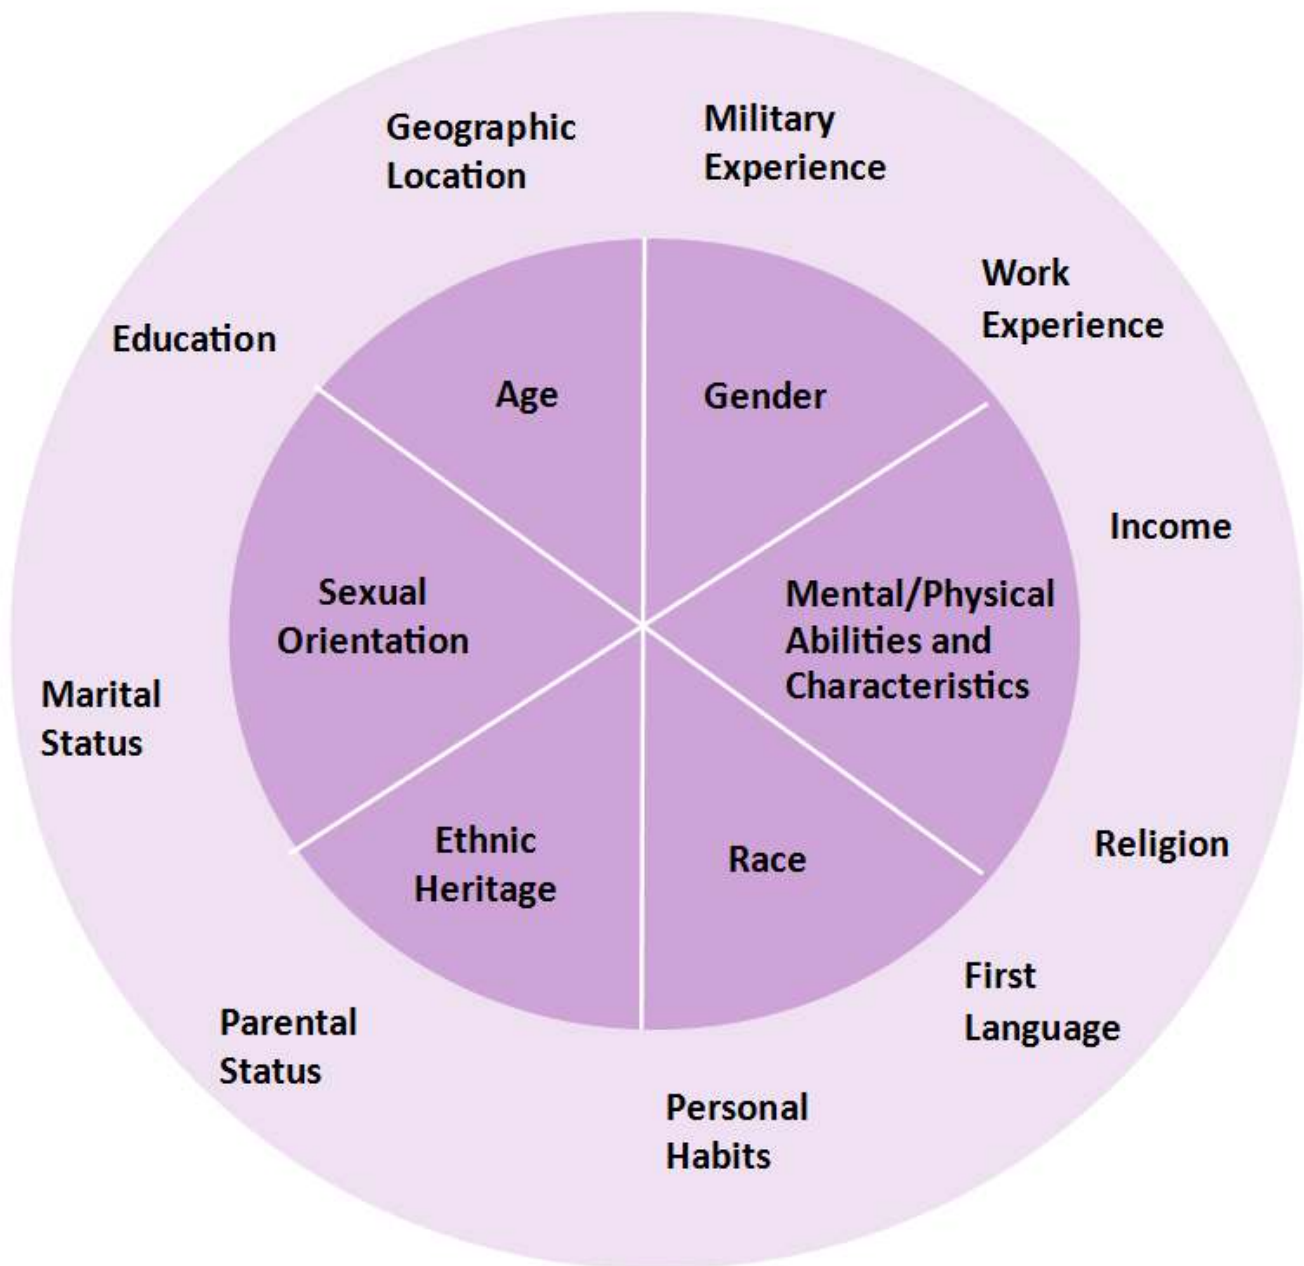 Geographic
Location
Military
Experience
Work
Experience
Education
Age
Gender
Income
Sexual
Orientation
Mental/Physical
Abilities and
Characteristics
Marital
Status
Ethnic
Heritage
Race
Religion
First
Language
Parental
Status
Personal
Habits